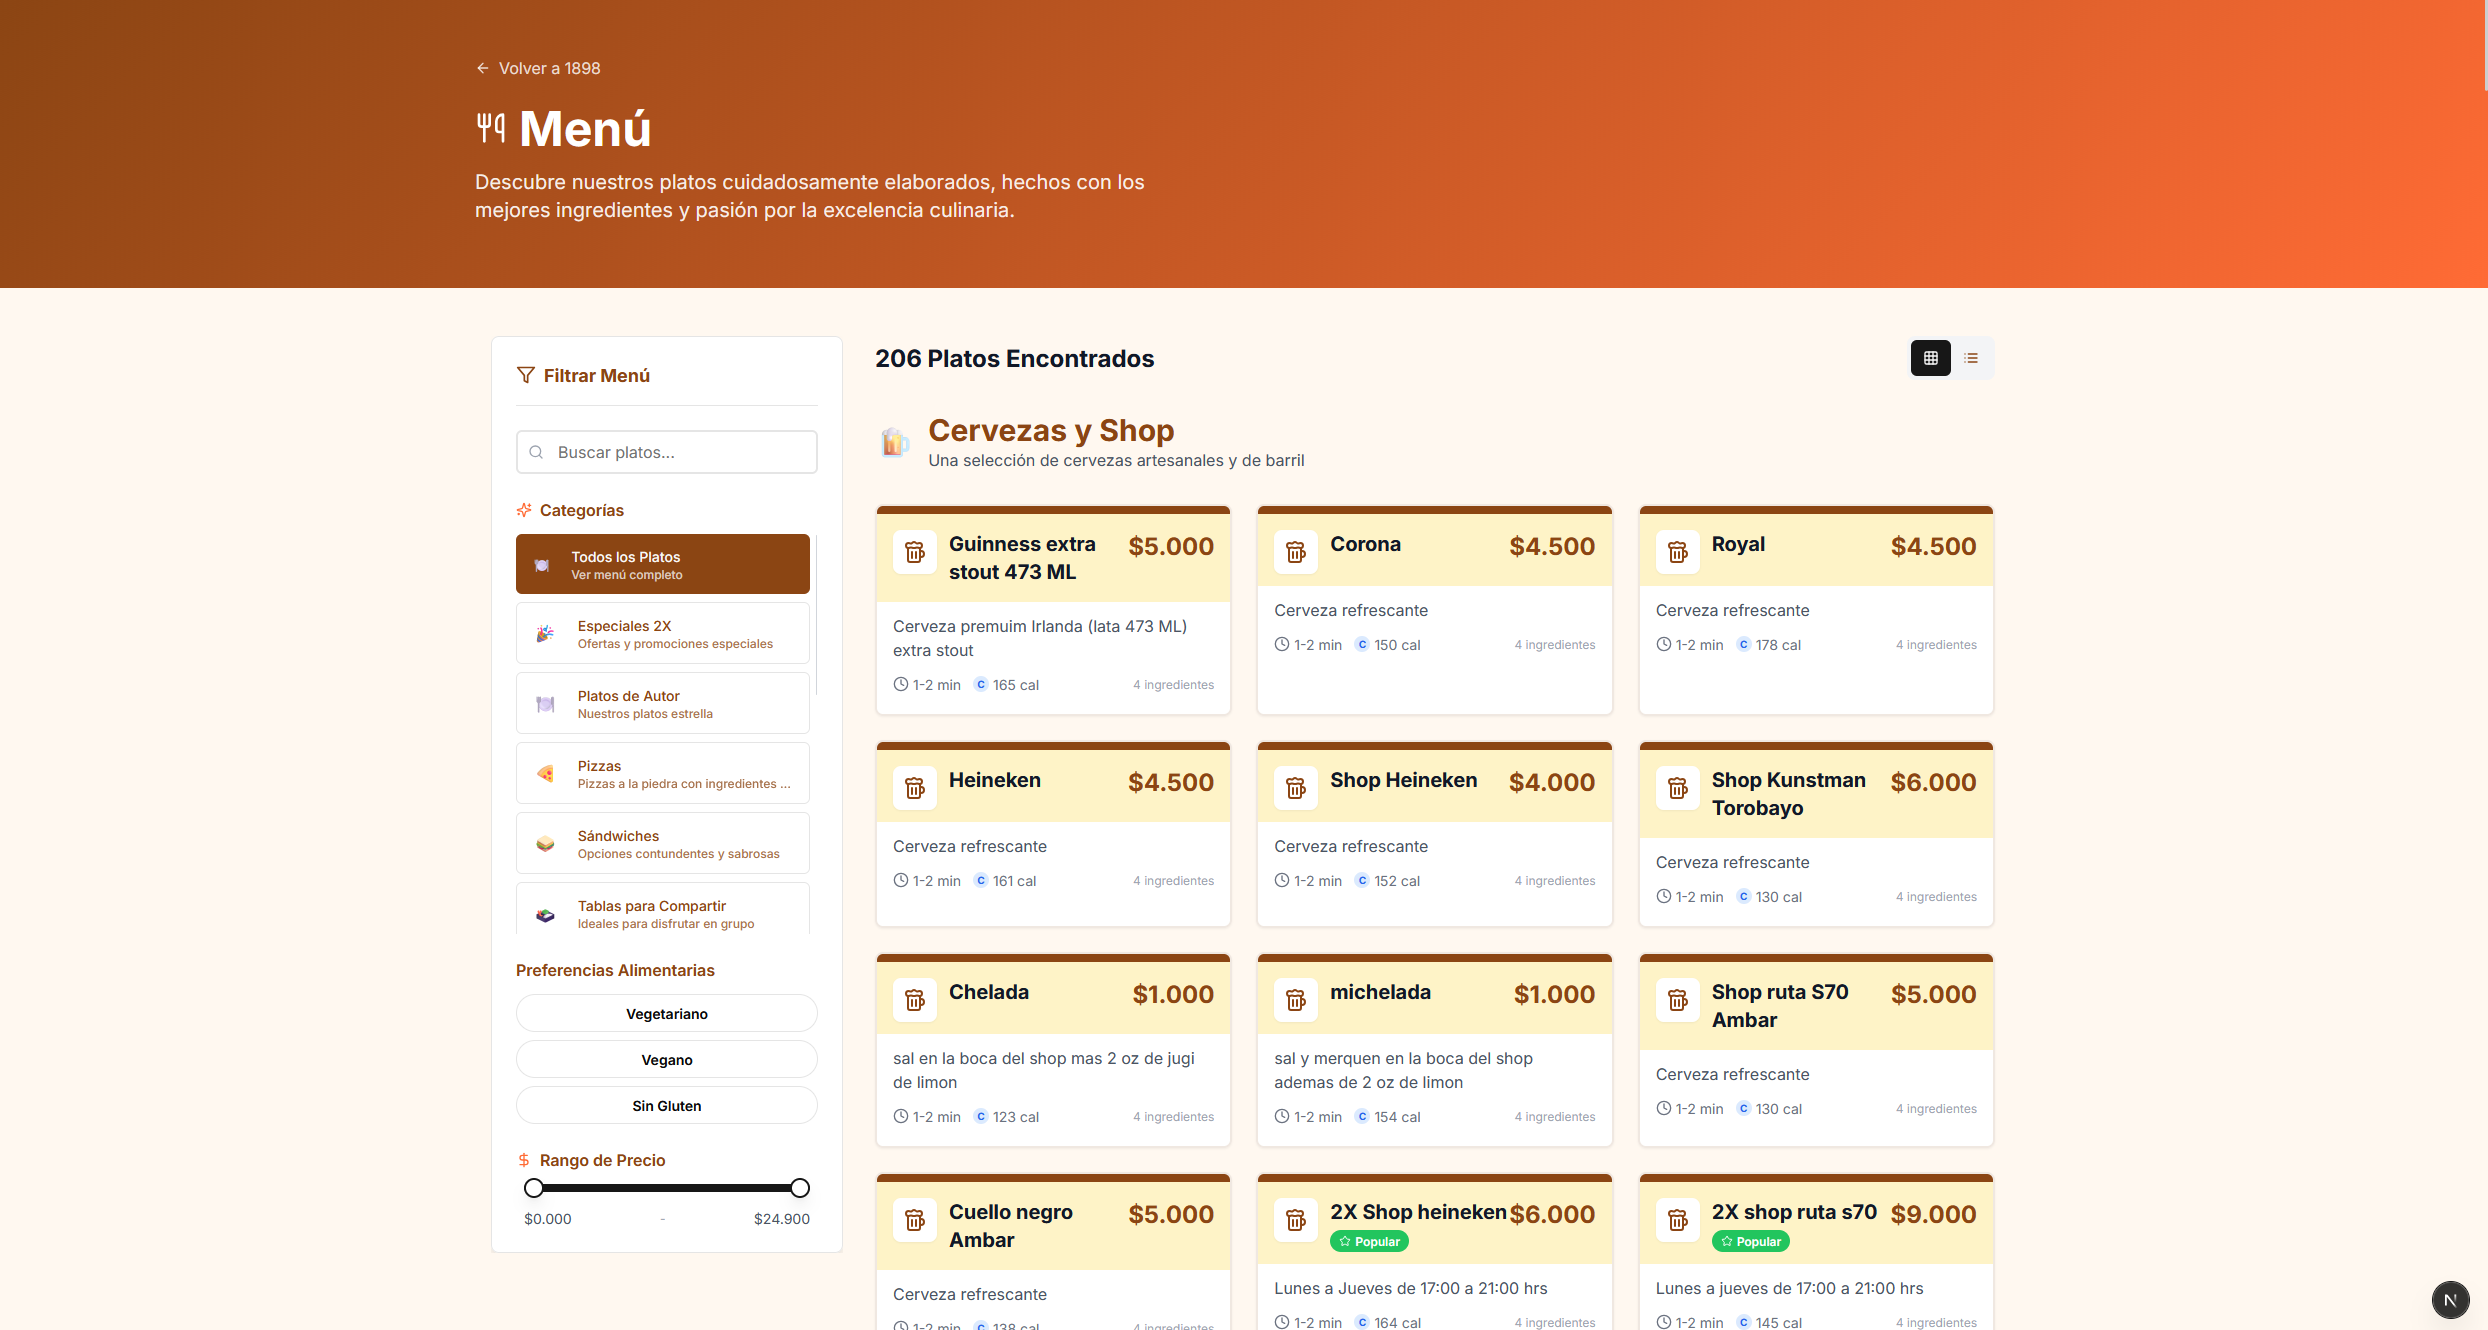 Volver a 1898
Menú
Descubre nuestros platos cuidadosamente elaborados, hechos con los
mejores ingredientes y pasión por la excelencia culinaria.
Filtrar Menú
Buscar platos...
Categorías
Todos los Platos
Ver menú completo
Especiales 2X
Ofertas y promociones especiales
Platos de Autor
Nuestros platos estrella
Pizzas
Pizzas a la piedra con ingredientes ...
Sándwiches
Opciones contundentes y sabrosas
Tablas para Compartir
Ideales para disfrutar en grupo
Preferencias Alimentarias
Vegetariano
Vegano
Sin Gluten
$ Rango de Precio
$0.000 - $24.900
206 Platos Encontrados
Cervezas y Shop
Una selección de cervezas artesanales y de barril
Guinness extra
stout 473 ML
$5.000
Cerveza premuim Irlanda (lata 473 ML)
extra stout
1-2 min C 165 cal 4 ingredientes
Corona $4.500
Cerveza refrescante
1-2 min C 150 cal 4 ingredientes
Royal $4.500
Cerveza refrescante
1-2 min C 178 cal 4 ingredientes
Heineken $4.500
Cerveza refrescante
1-2 min C 161 cal 4 ingredientes
Shop Heineken $4.000
Cerveza refrescante
1-2 min C 152 cal 4 ingredientes
Shop Kunstman
Torobayo
$6.000
Cerveza refrescante
1-2 min C 130 cal 4 ingredientes
Chelada $1.000
sal en la boca del shop mas 2 oz de jugi
de limon
1-2 min C 123 cal 4 ingredientes
michelada $1.000
sal y merquen en la boca del shop
ademas de 2 oz de limon
1-2 min C 154 cal 4 ingredientes
Shop ruta S70
Ambar
$5.000
Cerveza refrescante
1-2 min C 130 cal 4 ingredientes
Cuello negro
Ambar
$5.000
Cerveza refrescante
1-2 min C 138 cal 4 ingredientes
2X Shop heineken $6.000
Popular
Lunes a Jueves de 17:00 a 21:00 hrs
1-2 min C 164 cal 4 ingredientes
2X shop ruta s70 $9.000
Popular
Lunes a jueves de 17:00 a 21:00 hrs
1-2 min C 145 cal 4 ingredientes
N